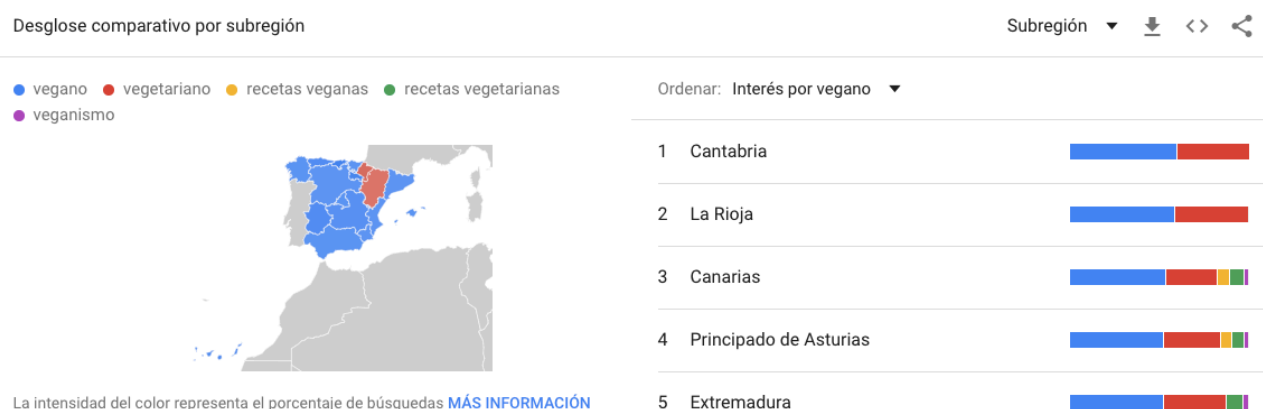 Desglose comparativo por subregión
Subregión
vegano vegetariano recetas veganas recetas vegetarianas
veganismo
Ordenar: Interés por vegano
1 Cantabria
2 La Rioja
3 Canarias
4 Principado de Asturias
5 Extremadura
La intensidad del color representa el porcentaje de búsquedas MÁS INFORMACIÓN